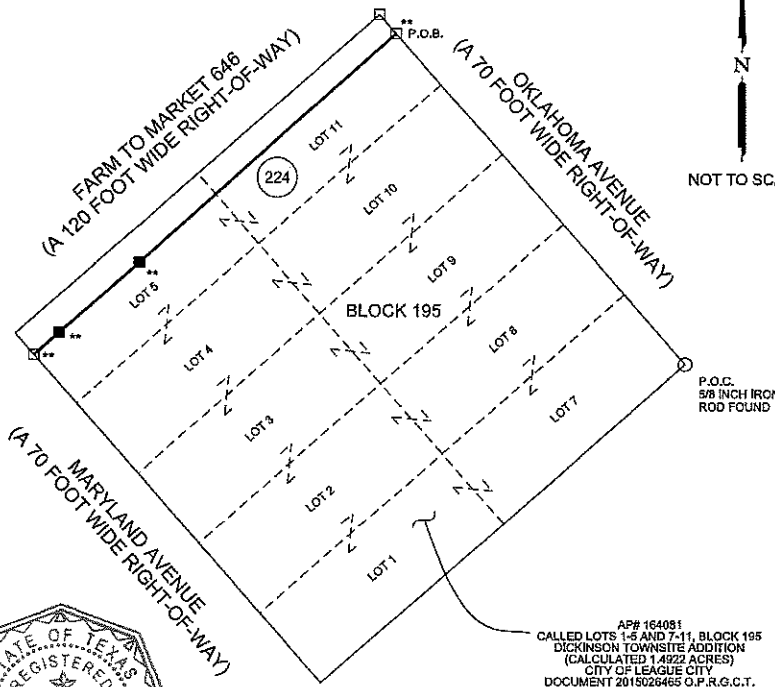 **
P.O.B.
N
NOT TO SC
FARM TO MARKET 646
(A 120 FOOT WIDE RIGHT-OF-WAY)
OKLAHOMA AVENUE
(A 70 FOOT WIDE RIGHT-OF-WAY)
224
LOT 11
LOT 10
LOT 9
LOT 8
LOT 7
BLOCK 195
**
**
**
LOT 5
LOT 4
LOT 3
LOT 2
LOT 1
P.O.C.
5/8 INCH IRON
ROD FOUND
MARYLAND AVENUE
(A 70 FOOT WIDE RIGHT-OF-WAY)
STATE OF TEXAS
REGISTERED
AP# 164081
CALLED LOTS 1-5 AND 7-11, BLOCK 195
DICKINSON TOWNSITE ADDITION
(CALCULATED 1.4922 ACRES)
CITY OF LEAGUE CITY
DOCUMENT 2015026465 O.P.R.G.C.T.